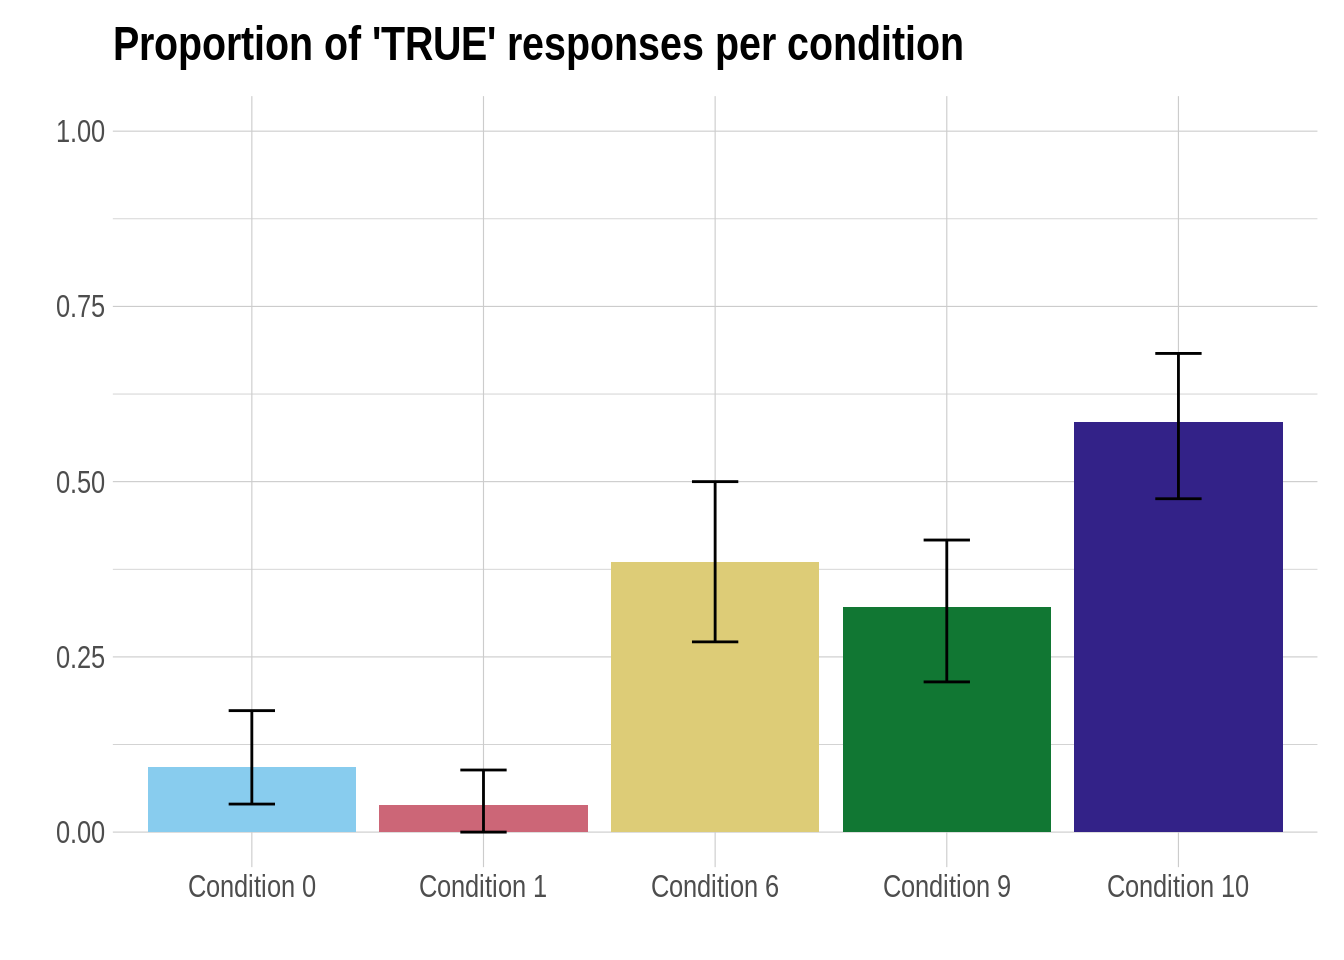 Proportion of 'TRUE' responses per condition
1.00
0.75
0.50
0.25
0.00
Condition 0
Condition 1
Condition 6
Condition 9
Condition 10